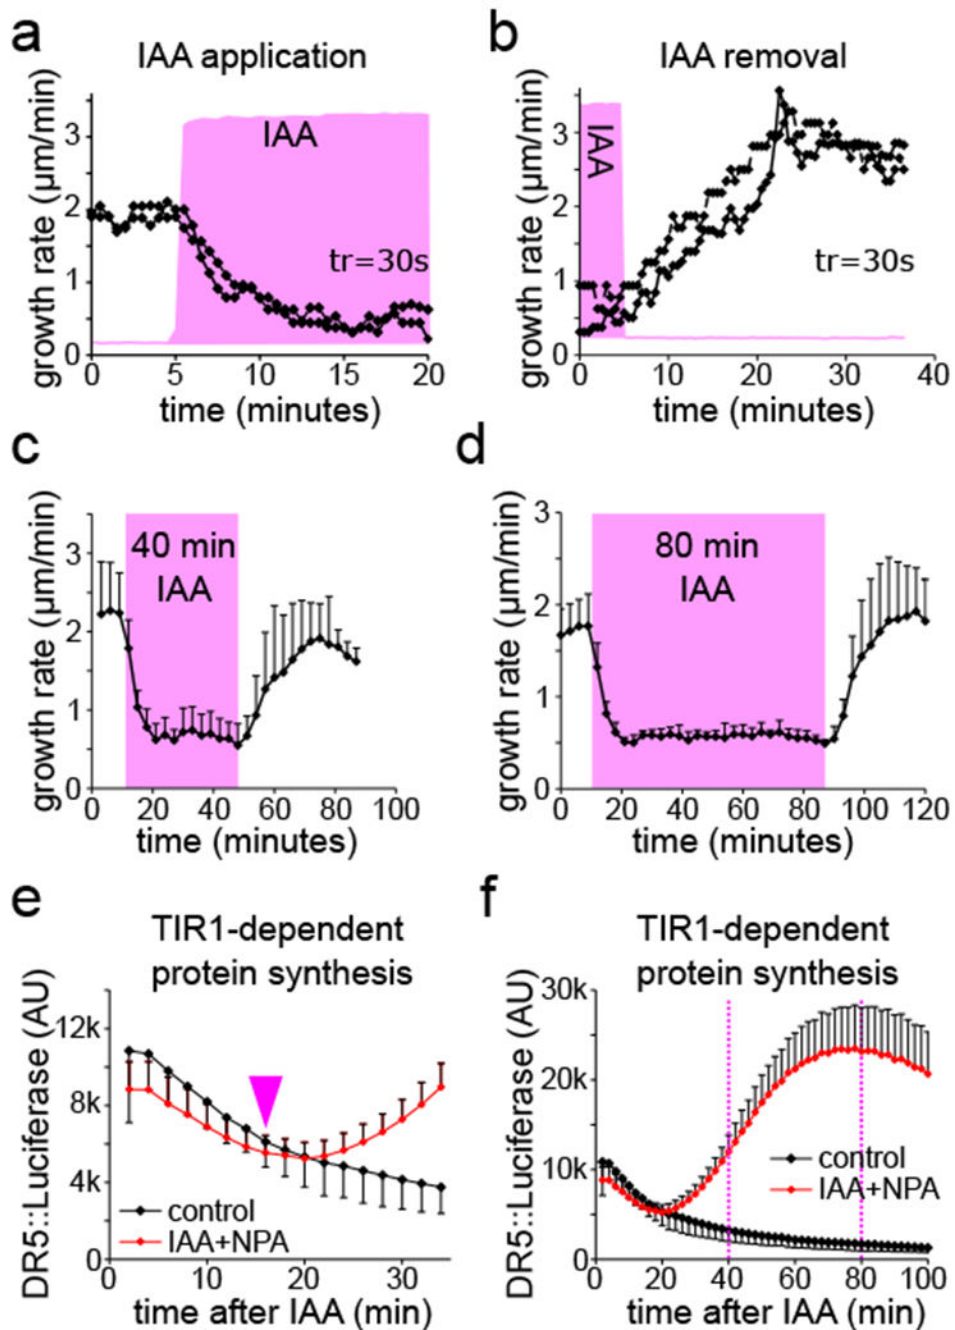 a
IAA application
growth rate (µm/min)
3
2
1
0
IAA
tr=30s
0 5 10 15 20
time (minutes)
b
IAA removal
growth rate (µm/min)
3
2
1
0
IAA
tr=30s
0 10 20 30 40
time (minutes)
c
growth rate (µm/min)
3
2
1
0
40 min
IAA
0 20 40 60 80 100
time (minutes)
d
growth rate (µm/min)
3
2
1
0
80 min
IAA
0 20 40 60 80 100 120
time (minutes)
e
TIR1-dependent
protein synthesis
DR5::Luciferase (AU)
12k
8k
4k
0
control
IAA+NPA
0 10 20 30
time after IAA (min)
f
TIR1-dependent
protein synthesis
DR5::Luciferase (AU)
30k
20k
10k
0
control
IAA+NPA
0 20 40 60 80 100
time after IAA (min)